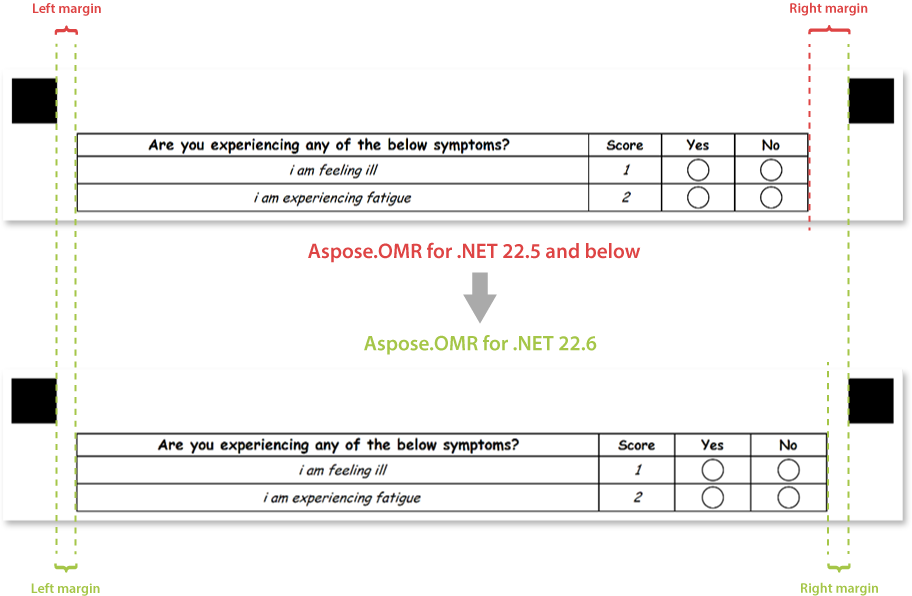 Left margin Right margin
Are you experiencing any of the below symptoms? Score Yes No
i am feeling ill 1
i am experiencing fatigue 2
Aspose.OMR for .NET 22.5 and below
Aspose.OMR for .NET 22.6
Are you experiencing any of the below symptoms? Score Yes No
i am feeling ill 1
i am experiencing fatigue 2
Left margin Right margin